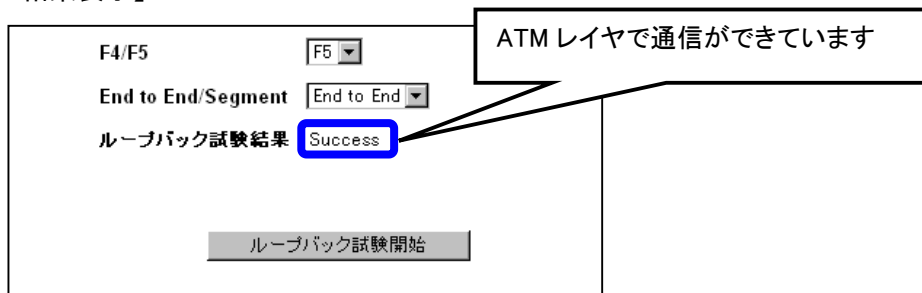 F4/F5 F5
ATM レイヤで通信ができています
End to End/Segment End to End
ループバック試験結果 Success
ループバック試験開始